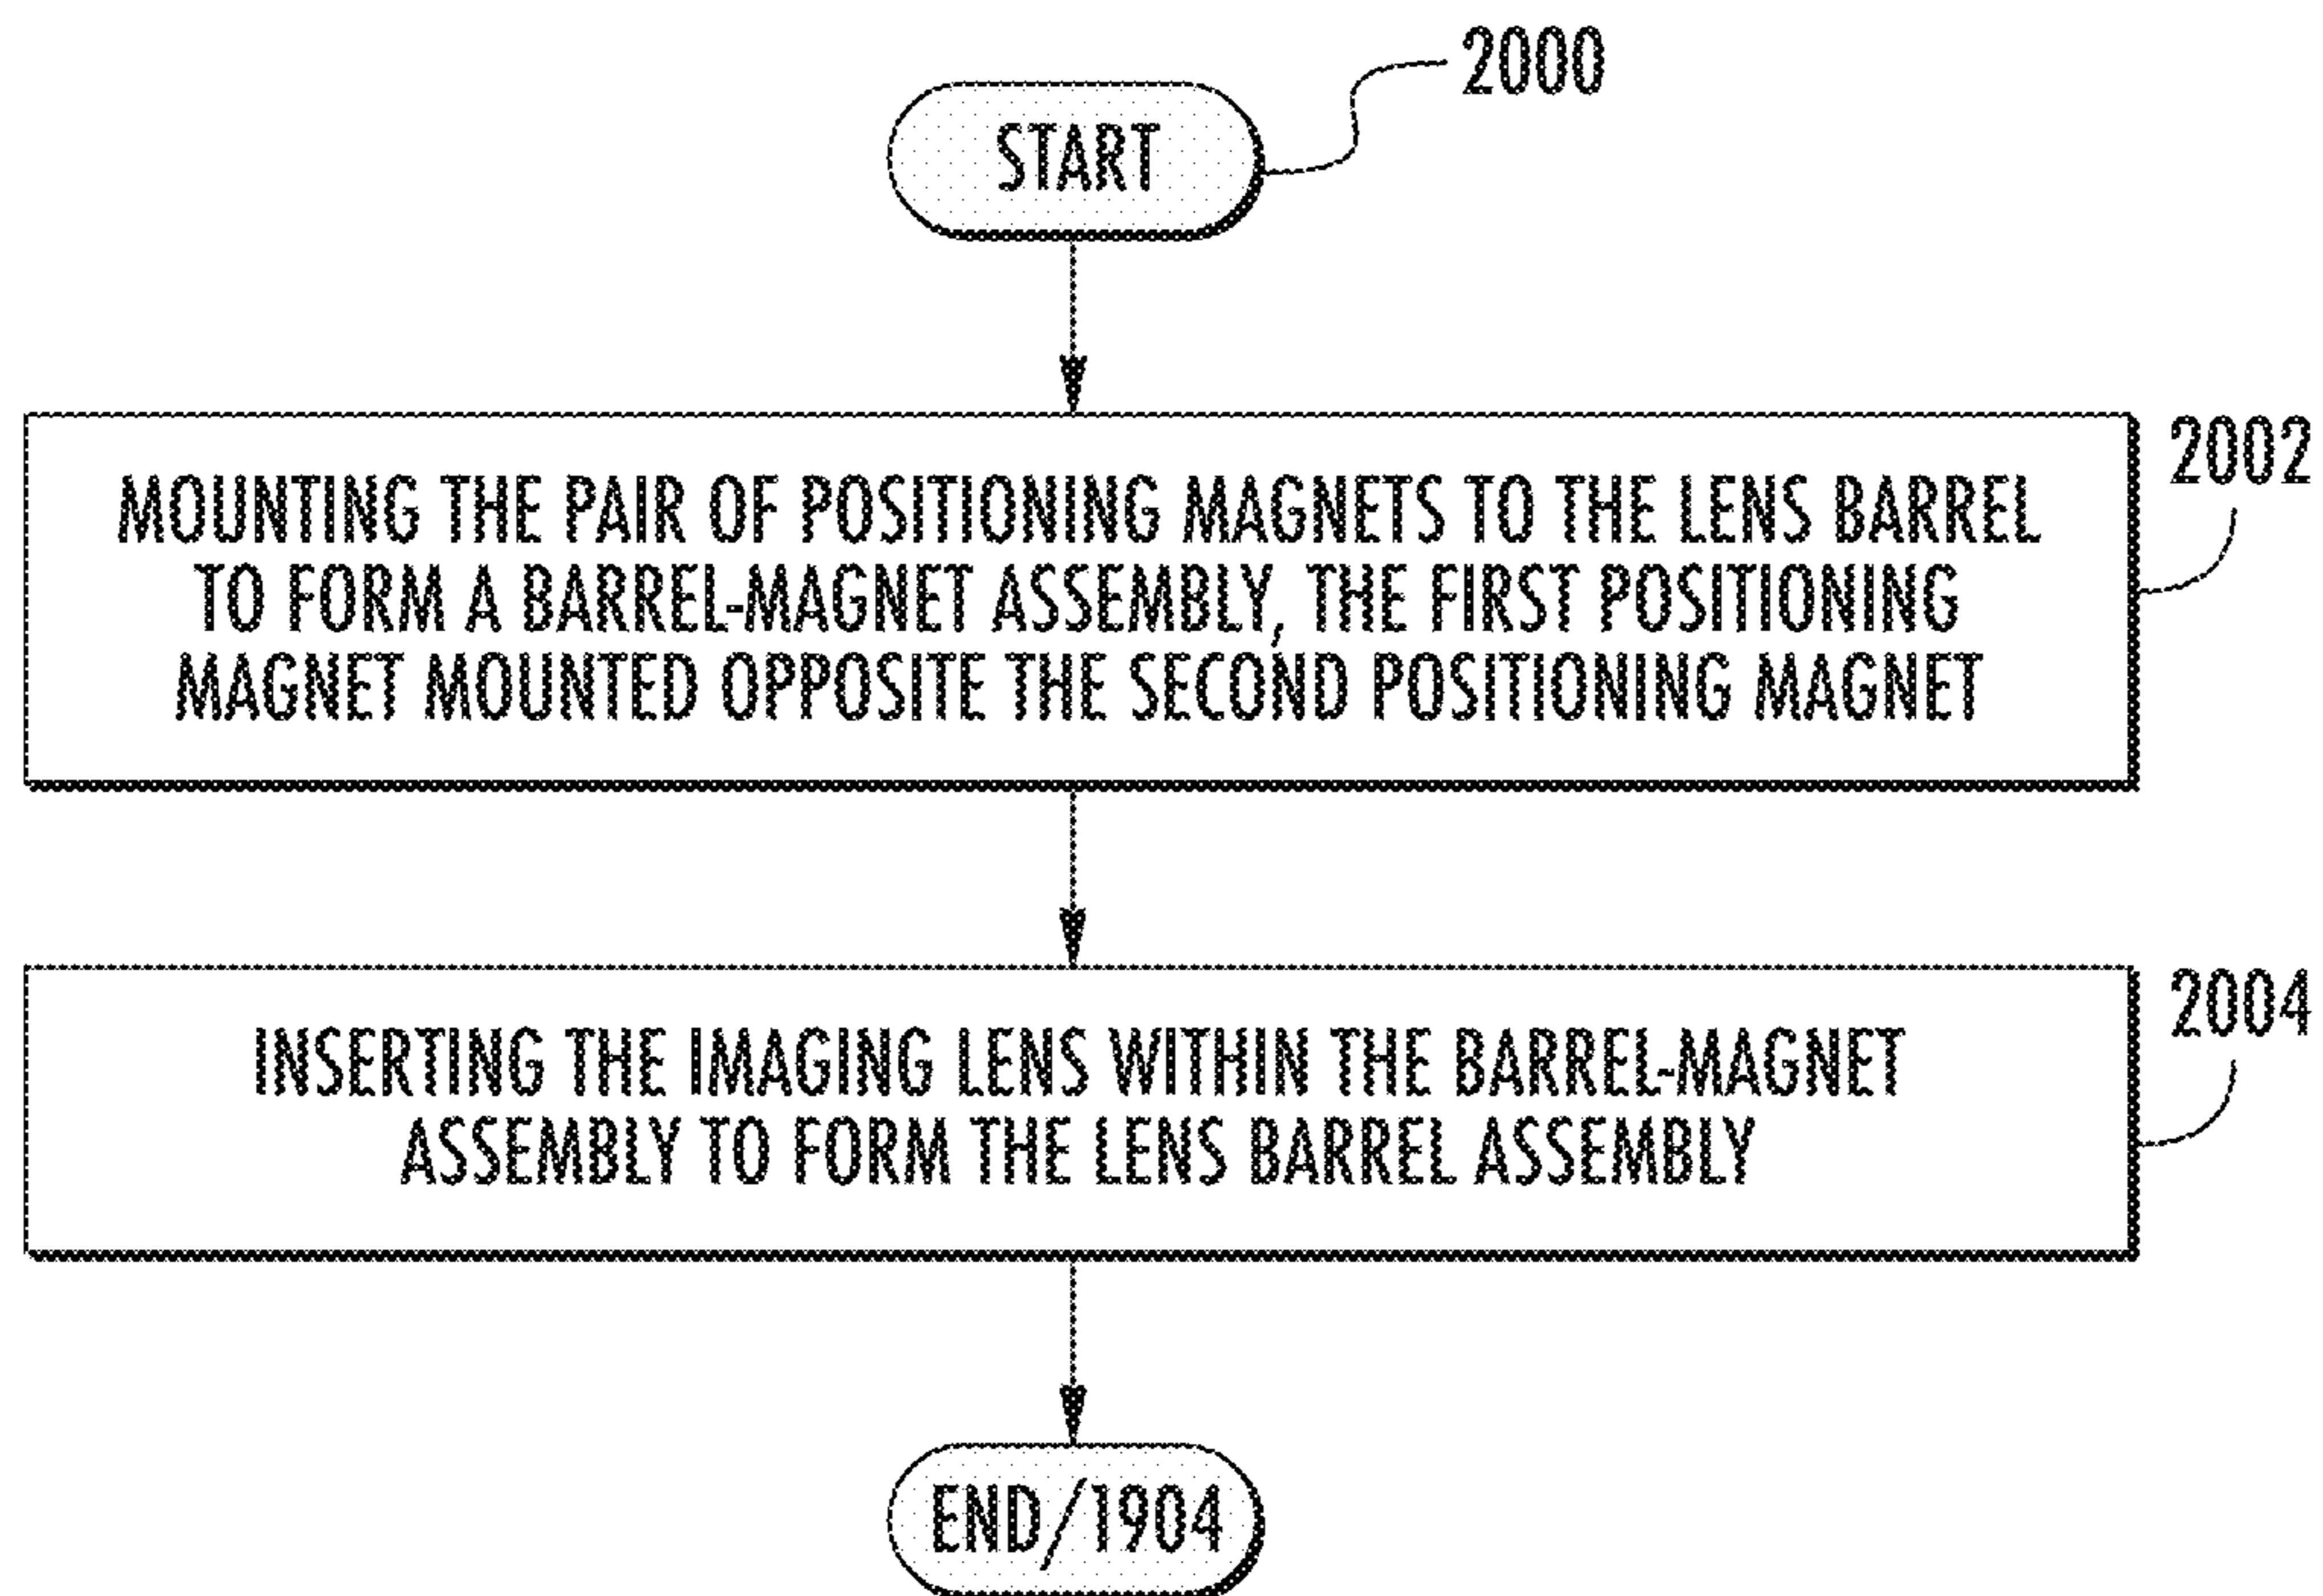 2000
START
2002
MOUNTING THE PAIR OF POSITIONING MAGNETS TO THE LENS BARREL
TO FORM A BARREL-MAGNET ASSEMBLY, THE FIRST POSITIONING
MAGNET MOUNTED OPPOSITE THE SECOND POSITIONING MAGNET
2004
INSERTING THE IMAGING LENS WITHIN THE BARREL-MAGNET
ASSEMBLY TO FORM THE LENS BARREL ASSEMBLY
END/1904